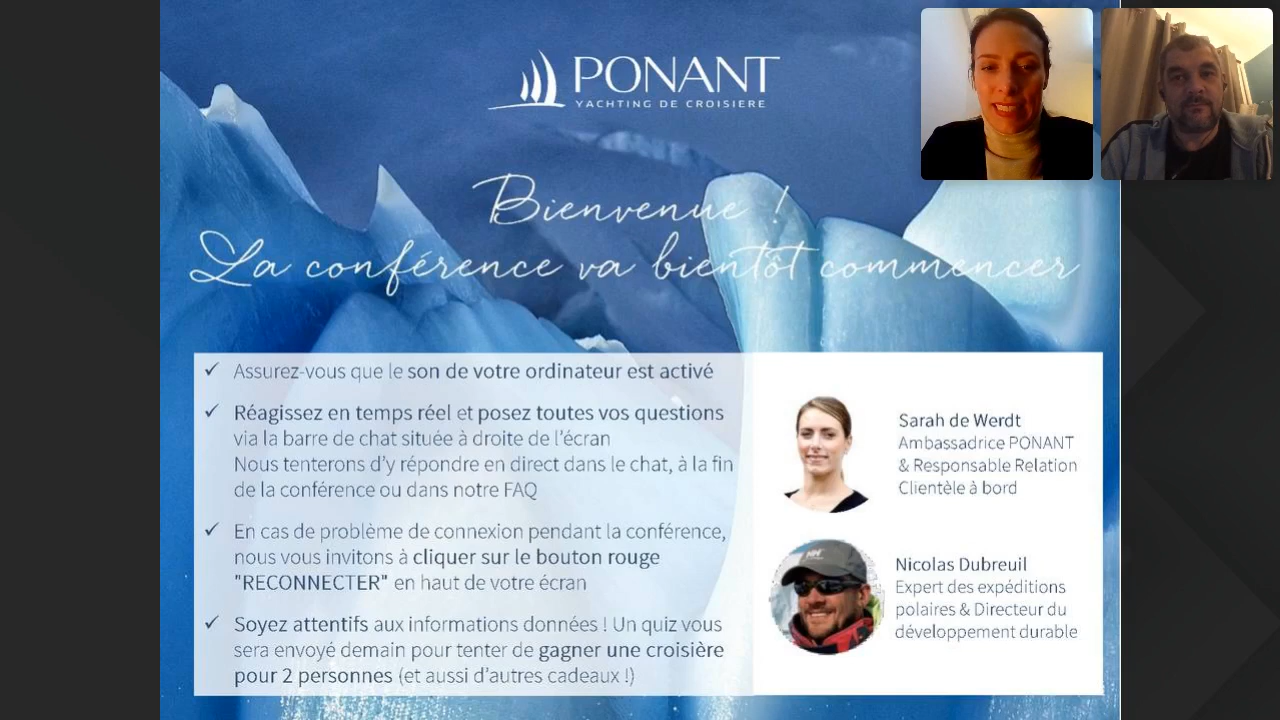 PONANT
YACHTING DE CROISIERE
Bienvenue !
La conférence va bientôt commencer
✓ Assurez-vous que le son de votre ordinateur est activé
✓ Réagissez en temps réel et posez toutes vos questions
via la barre de chat située à droite de l'écran
Nous tenterons d'y répondre en direct dans le chat, à la fin
de la conférence ou dans notre FAQ
✓ En cas de problème de connexion pendant la conférence,
nous vous invitons à cliquer sur le bouton rouge
"RECONNECTER" en haut de votre écran
✓ Soyez attentifs aux informations données ! Un quiz vous
sera envoyé demain pour tenter de gagner une croisière
pour 2 personnes (et aussi d'autres cadeaux !)
Sarah de Werdt
Ambassadrice PONANT
& Responsable Relation
Clientèle à bord
Nicolas Dubreuil
Expert des expéditions
polaires & Directeur du
développement durable